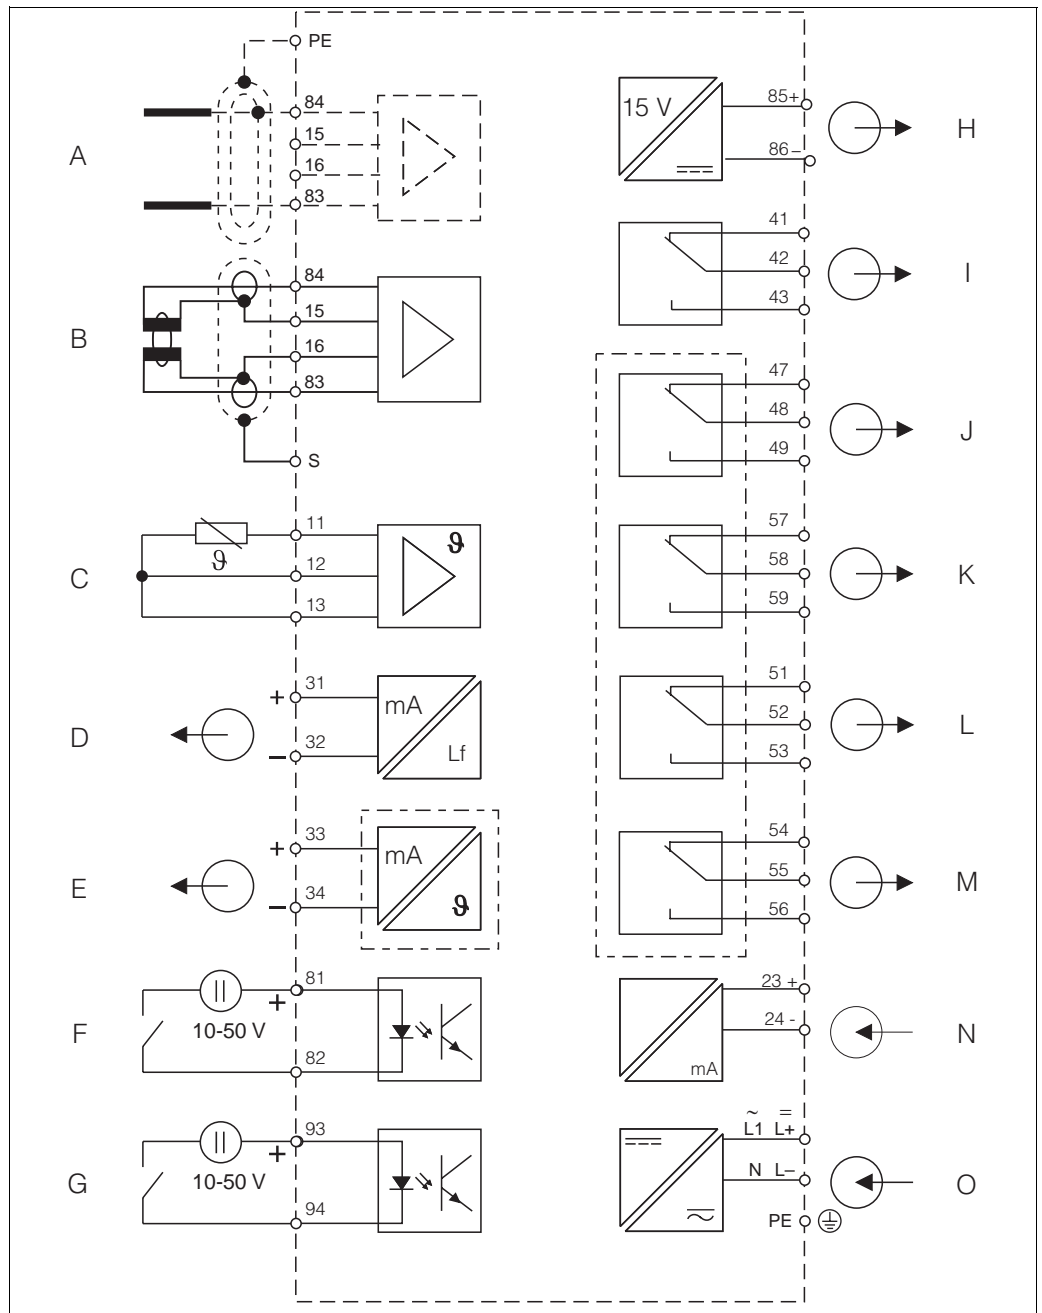 PE
A
84
15
16
83
B
84
15
16
83
S
C
ϑ
11
12
13
ϑ
D
+ 31
− 32
mA
Lf
E
+ 33
− 34
mA
ϑ
F
10-50 V
+
81
82
G
10-50 V
+
93
94
15 V
85+
86–
H
41
42
43
I
47
48
49
J
57
58
59
K
51
52
53
L
54
55
56
M
mA
23 +
24 -
N
~ =
L1 L+
N L–
PE
O